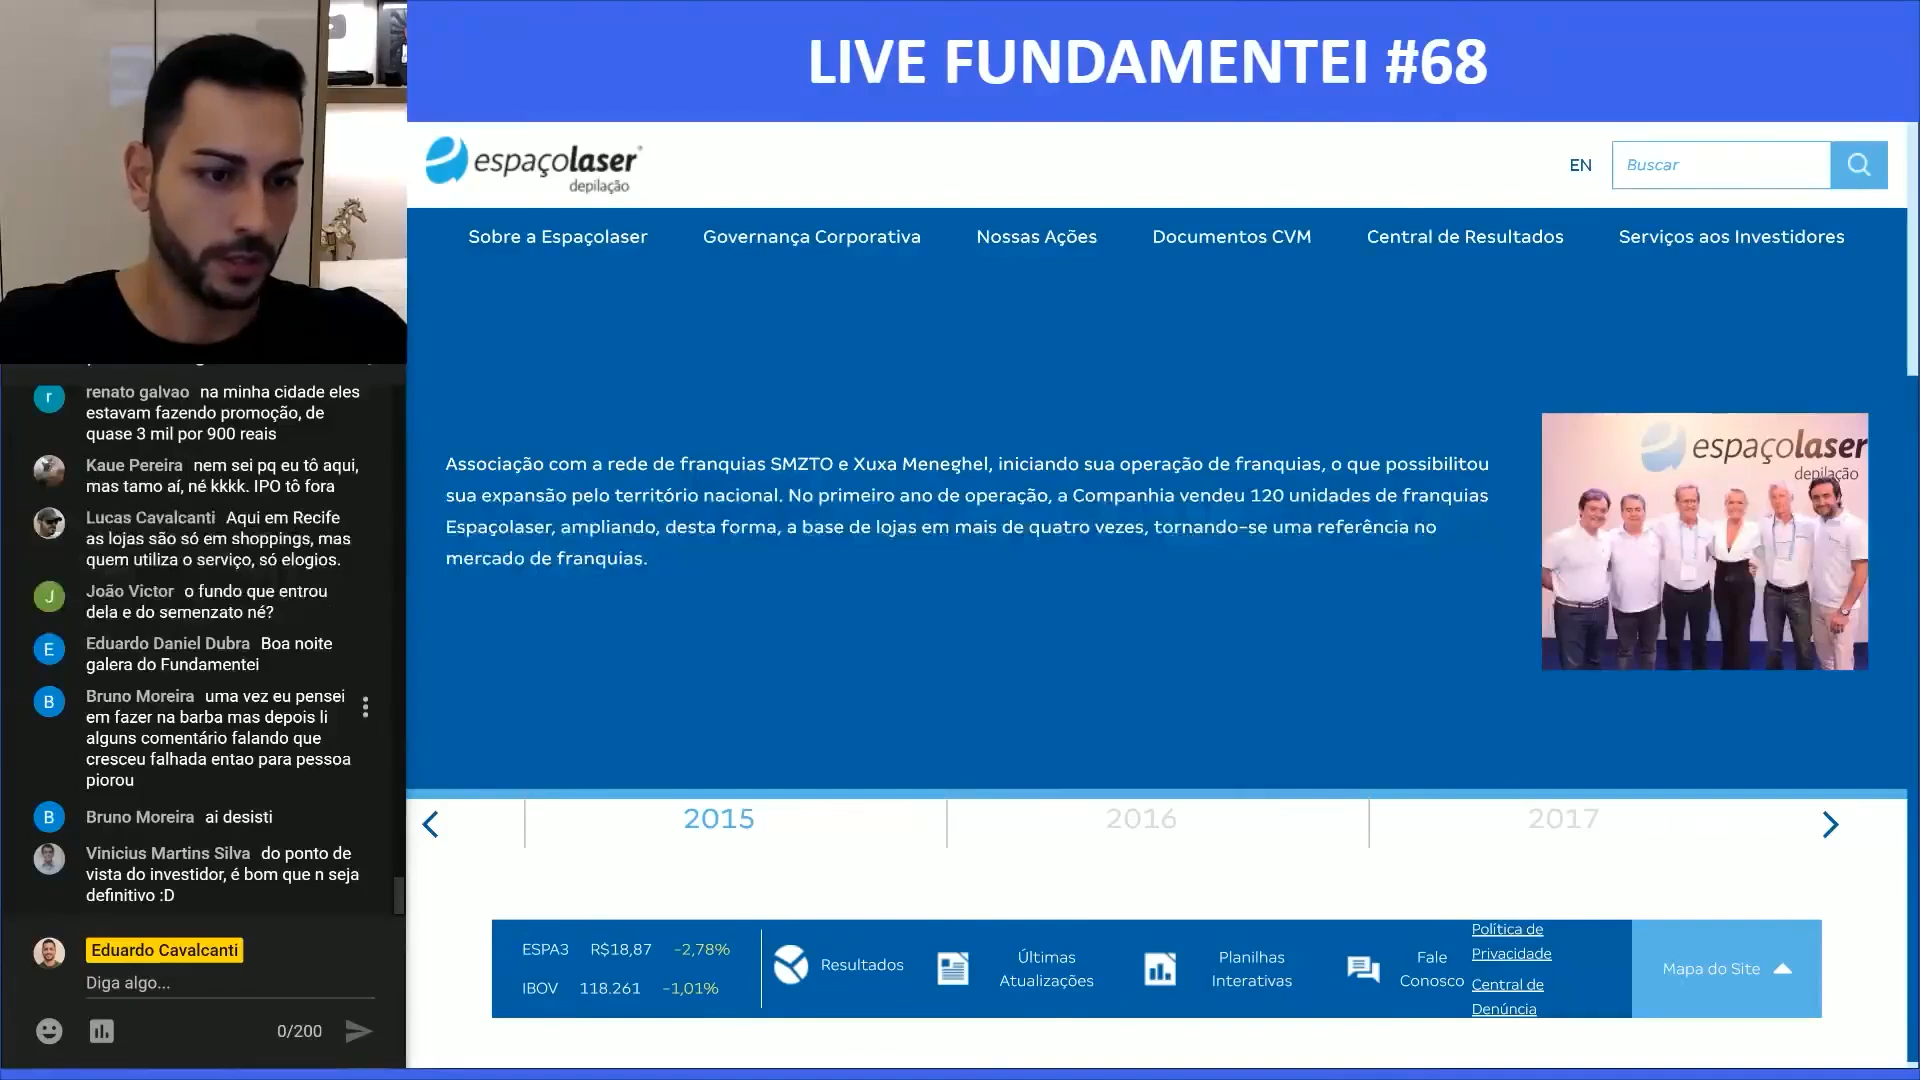 LIVE FUNDAMENTEI #68
espaçolaser
depilação
EN
Buscar
Sobre a Espaçolaser
Governança Corporativa
Nossas Ações
Documentos CVM
Central de Resultados
Serviços aos Investidores
Associação com a rede de franquias SMZTO e Xuxa Meneghel, iniciando sua operação de franquias, o que possibilitou
sua expansão pelo território nacional. No primeiro ano de operação, a Companhia vendeu 120 unidades de franquias
Espaçolaser, ampliando, desta forma, a base de lojas em mais de quatro vezes, tornando-se uma referência no
mercado de franquias.
espaçolaser
depilação
2015
2016
2017
ESPA3 R$18,87 -2,78%
IBOV 118.261 -1,01%
Resultados
Últimas
Atualizações
Planilhas
Interativas
Fale
Conosco
Política de
Privacidade
Central de
Denúncia
Mapa do Site
r
renato galvao na minha cidade eles
estavam fazendo promoção, de
quase 3 mil por 900 reais
Kaue Pereira nem sei pq eu tô aqui,
mas tamo aí, né kkkk. IPO tô fora
Lucas Cavalcanti Aqui em Recife
as lojas são só em shoppings, mas
quem utiliza o serviço, só elogios.
J
João Victor o fundo que entrou
dela e do semenzato né?
E
Eduardo Daniel Dubra Boa noite
galera do Fundamentei
B
Bruno Moreira uma vez eu pensei
em fazer na barba mas depois li
alguns comentário falando que
cresceu falhada entao para pessoa
piorou
B
Bruno Moreira ai desisti
Vinicius Martins Silva do ponto de
vista do investidor, é bom que n seja
definitivo :D
Eduardo Cavalcanti
Diga algo...
0/200